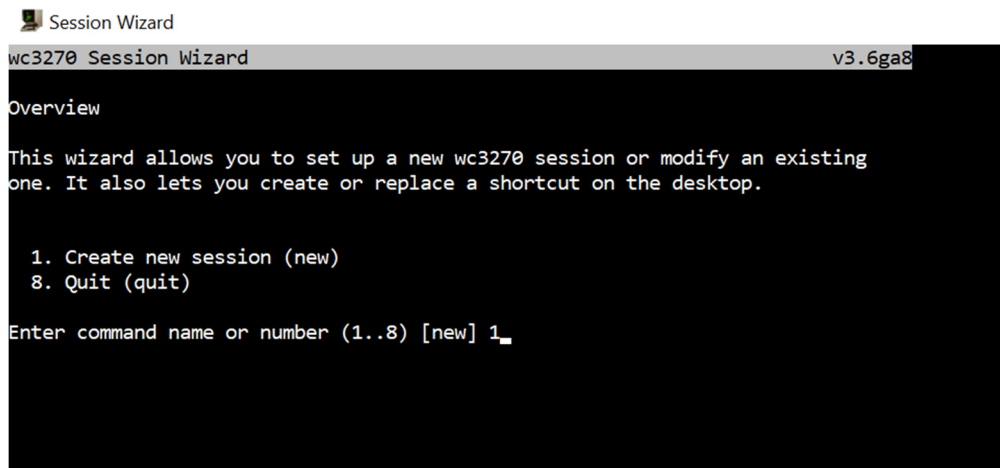 Session Wizard
wc3270 Session Wizard v3.6ga8
Overview
This wizard allows you to set up a new wc3270 session or modify an existing
one. It also lets you create or replace a shortcut on the desktop.
1. Create new session (new)
8. Quit (quit)
Enter command name or number (1..8) [new] 1